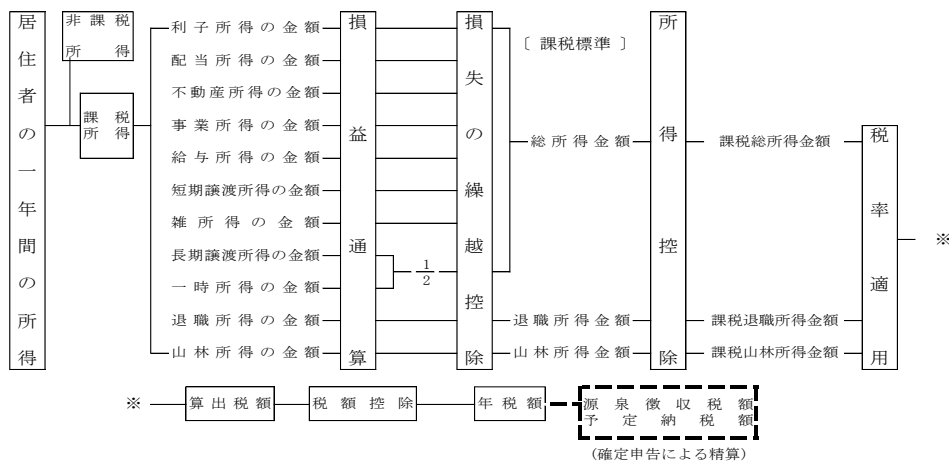 居住者の一年間の所得
非課税
所得
課税
所得
利子所得の金額
配当所得の金額
不動産所得の金額
事業所得の金額
給与所得の金額
短期譲渡所得の金額
雑所得の金額
長期譲渡所得の金額
一時所得の金額
退職所得の金額
山林所得の金額
損益通算
1
2
損失の繰越控除
〔課税標準〕
総所得金額
退職所得金額
山林所得金額
所得控除
課税総所得金額
課税退職所得金額
課税山林所得金額
税率適用
※
※
算出税額
税額控除
年税額
源泉徴収税額
予定納税額
(確定申告による精算)